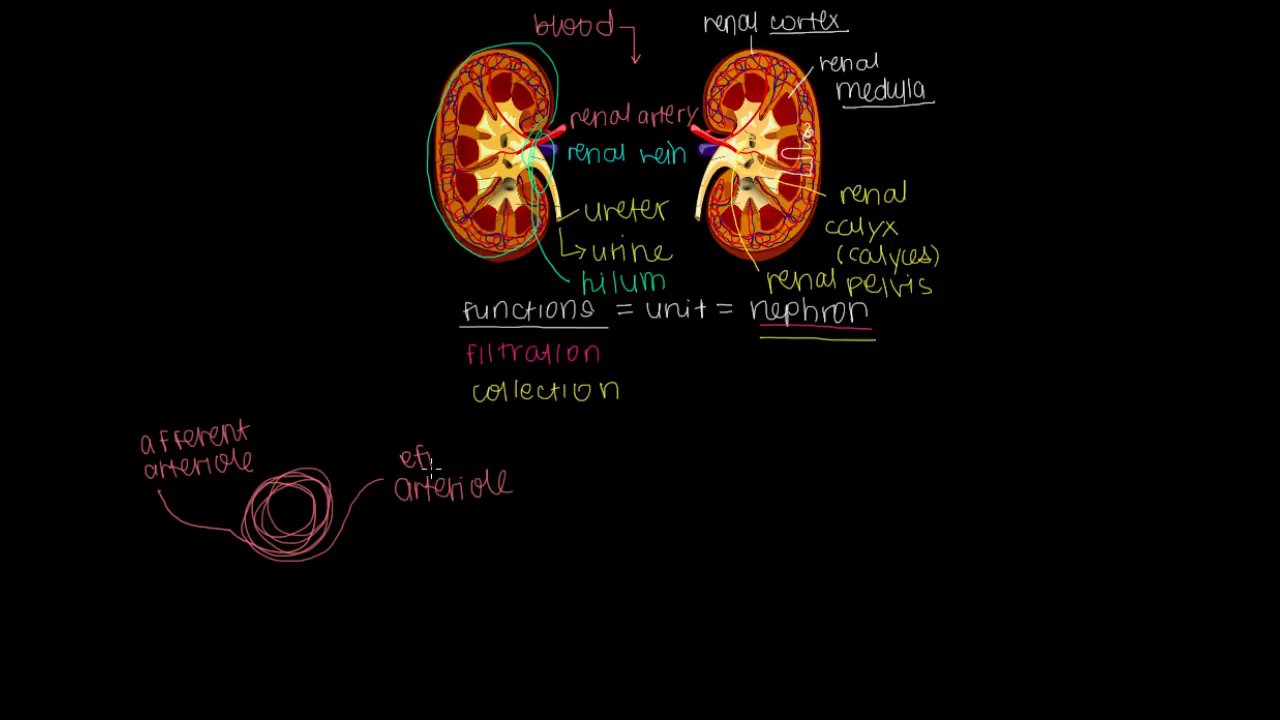 blood
renal cortex
renal
medulla
renal artery
renal vein
ureter
urine
hilum
renal
calyx
(calyces)
renal pelvis
functions = unit = nephron
filtration
collection
afferent
arteriole
ef
arteriole